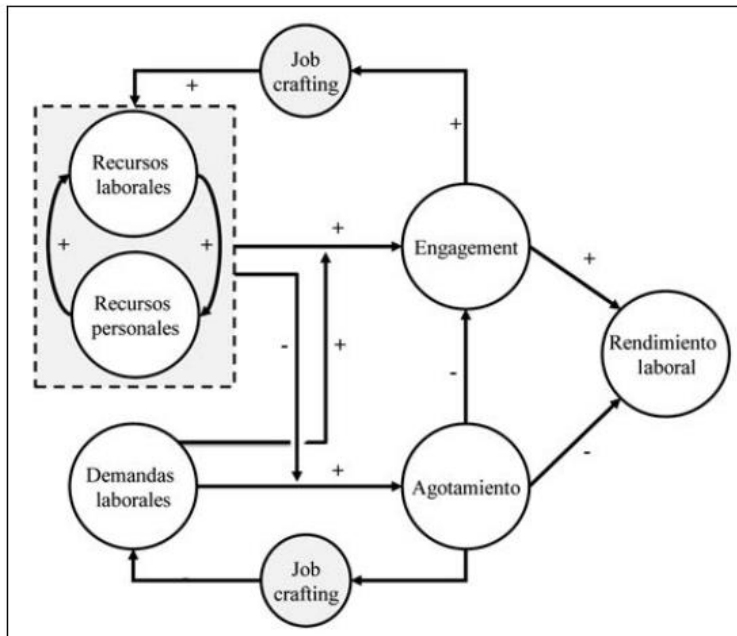 Job
crafting
+
+
Recursos
laborales
+
+
+
Engagement
+
Recursos
personales
-
+
-
Rendimiento
laboral
Demandas
laborales
+
Agotamiento
-
Job
crafting
-